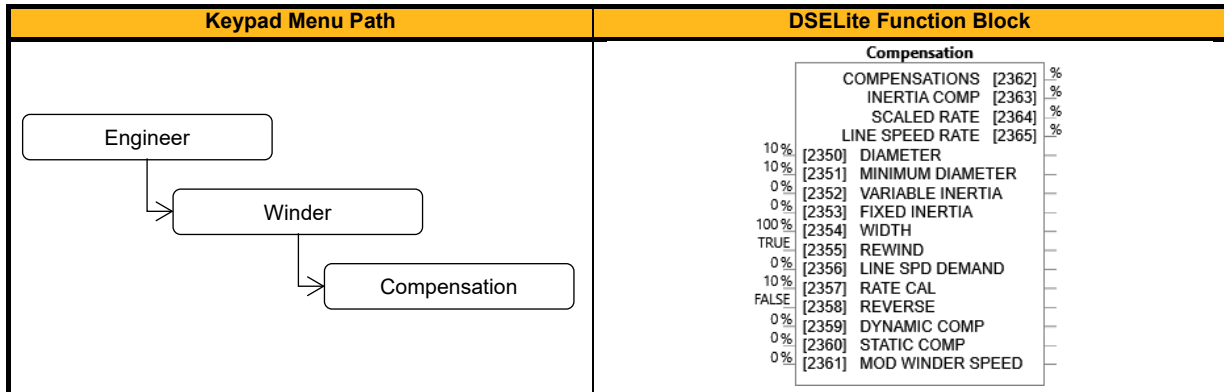 Keypad Menu Path
DSELite Function Block
Engineer
Winder
Compensation
Compensation
COMPENSATIONS [2362] %
INERTIA COMP [2363] %
SCALED RATE [2364] %
LINE SPEED RATE [2365] %
10 % [2350] DIAMETER
10 % [2351] MINIMUM DIAMETER
0 % [2352] VARIABLE INERTIA
0 % [2353] FIXED INERTIA
100 % [2354] WIDTH
TRUE [2355] REWIND
0 % [2356] LINE SPD DEMAND
10 % [2357] RATE CAL
FALSE [2358] REVERSE
0 % [2359] DYNAMIC COMP
0 % [2360] STATIC COMP
0 % [2361] MOD WINDER SPEED